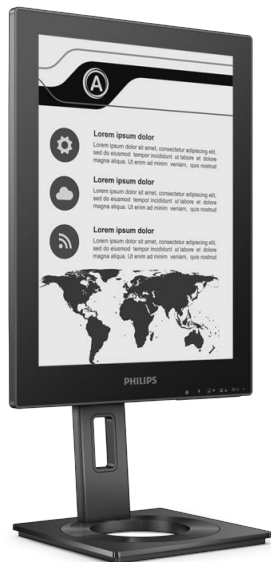 A
Lorem ipsum dolor
Lorem ipsum dolor sit amet, consectetur adipiscing elit,
sed do eiusmod tempor incididunt ut labore et dolore
magna aliqua. Ut enim ad minim veniam, quis nostrud
Lorem ipsum dolor
Lorem ipsum dolor sit amet, consectetur adipiscing elit,
sed do eiusmod tempor incididunt ut labore et dolore
magna aliqua. Ut enim ad minim veniam, quis nostrud
Lorem ipsum dolor
Lorem ipsum dolor sit amet, consectetur adipiscing elit,
sed do eiusmod tempor incididunt ut labore et dolore
magna aliqua. Ut enim ad minim veniam, quis nostrud
PHILIPS